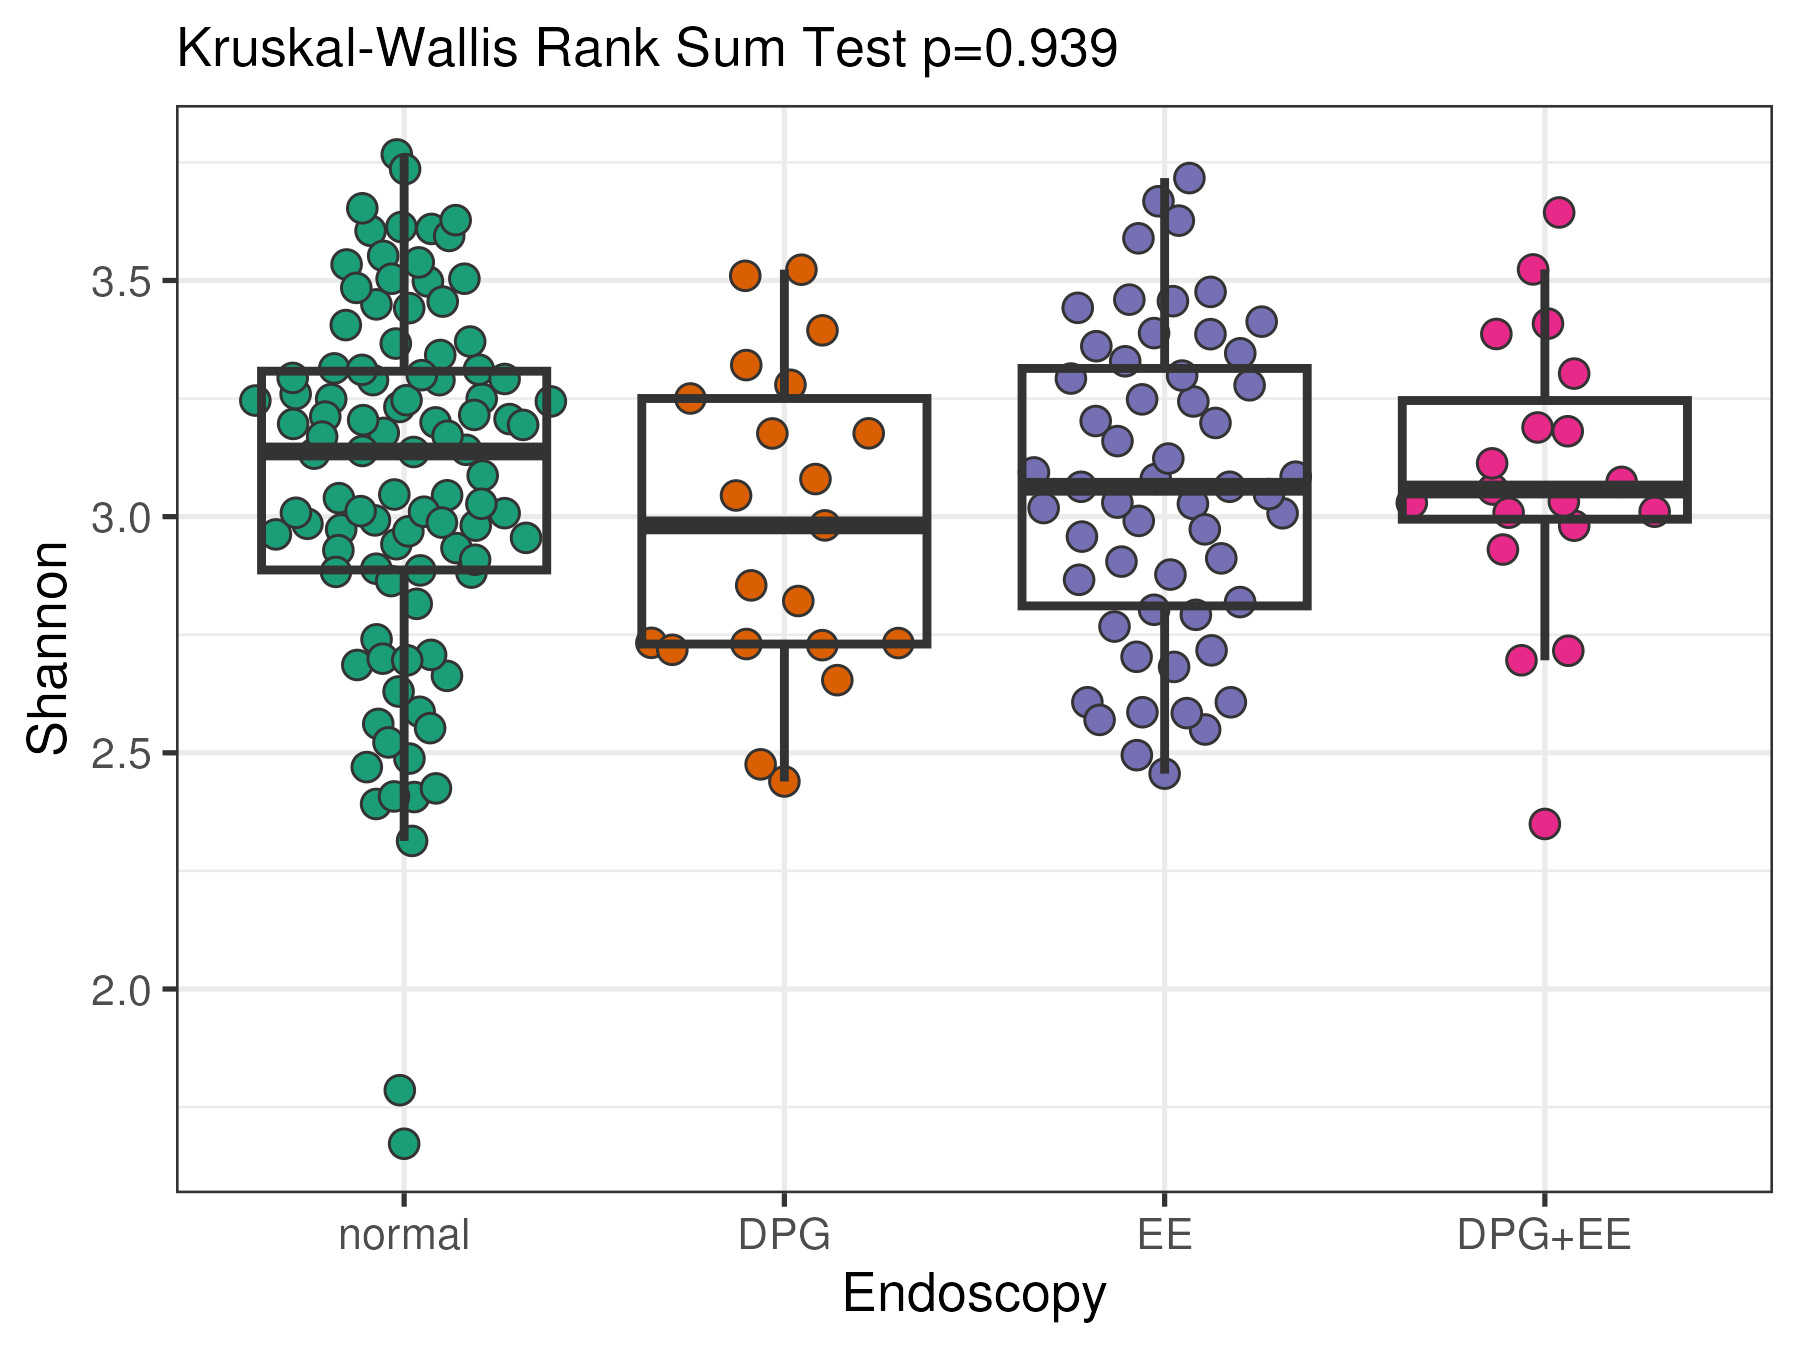 Kruskal-Wallis Rank Sum Test p=0.939
Shannon
3.5
3.0
2.5
2.0
normal DPG EE DPG+EE
Endoscopy